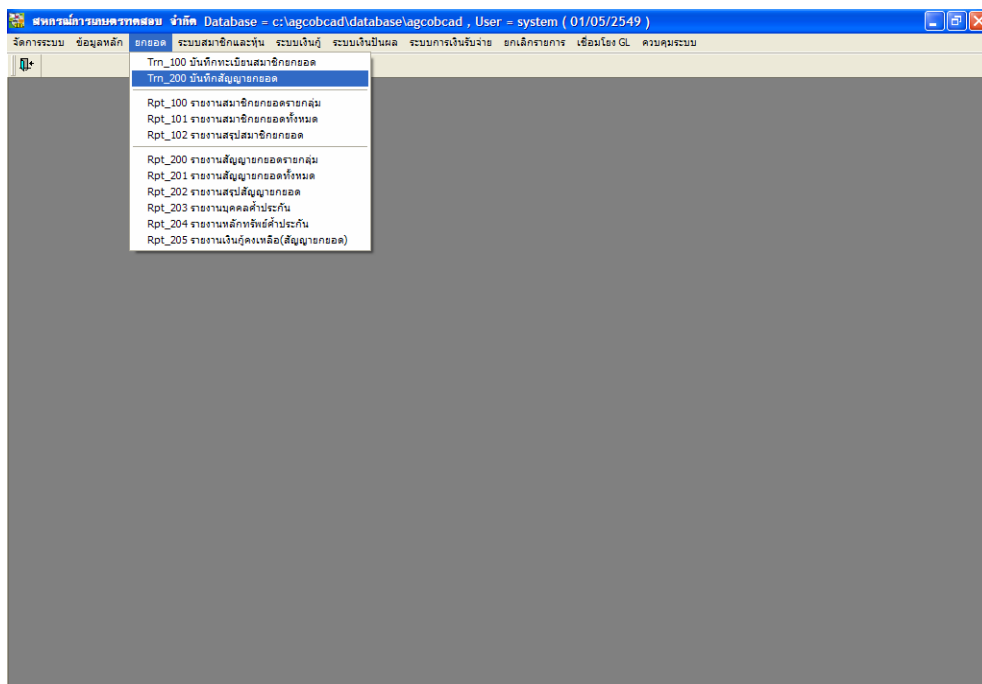 สหกรณ์การเกษตรทดสอบ จำกัด Database = c:\agcobcad\database\agcobcad , User = system ( 01/05/2549 )
จัดการระบบ ข้อมูลหลัก ยกยอด ระบบสมาชิกและหุ้น ระบบเงินกู้ ระบบเงินปันผล ระบบการเงินรับจ่าย ยกเลิกรายการ เชื่อมโยง GL ควบคุมระบบ
Trn_100 บันทึกทะเบียนสมาชิกยกยอด
Trn_200 บันทึกสัญญายกยอด
Rpt_100 รายงานสมาชิกยกยอดรายกลุ่ม
Rpt_101 รายงานสมาชิกยกยอดทั้งหมด
Rpt_102 รายงานสรุปสมาชิกยกยอด
Rpt_200 รายงานสัญญายกยอดรายกลุ่ม
Rpt_201 รายงานสัญญายกยอดทั้งหมด
Rpt_202 รายงานสรุปสัญญายกยอด
Rpt_203 รายงานบุคคลค้ำประกัน
Rpt_204 รายงานหลักทรัพย์ค้ำประกัน
Rpt_205 รายงานเงินกู้คงเหลือ(สัญญายกยอด)